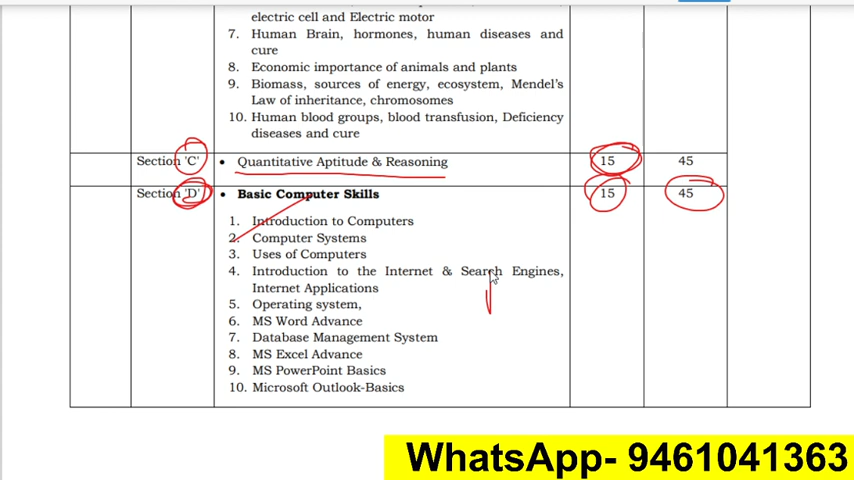 electric cell and Electric motor
7. Human Brain, hormones, human diseases and
cure
8. Economic importance of animals and plants
9. Biomass, sources of energy, ecosystem, Mendel's
Law of inheritance, chromosomes
10. Human blood groups, blood transfusion, Deficiency
diseases and cure
Section 'C' • Quantitative Aptitude & Reasoning 15 45
Section 'D' • Basic Computer Skills 15 45
1. Introduction to Computers
2. Computer Systems
3. Uses of Computers
4. Introduction to the Internet & Search Engines,
Internet Applications
5. Operating system,
6. MS Word Advance
7. Database Management System
8. MS Excel Advance
9. MS PowerPoint Basics
10. Microsoft Outlook-Basics
WhatsApp- 9461041363